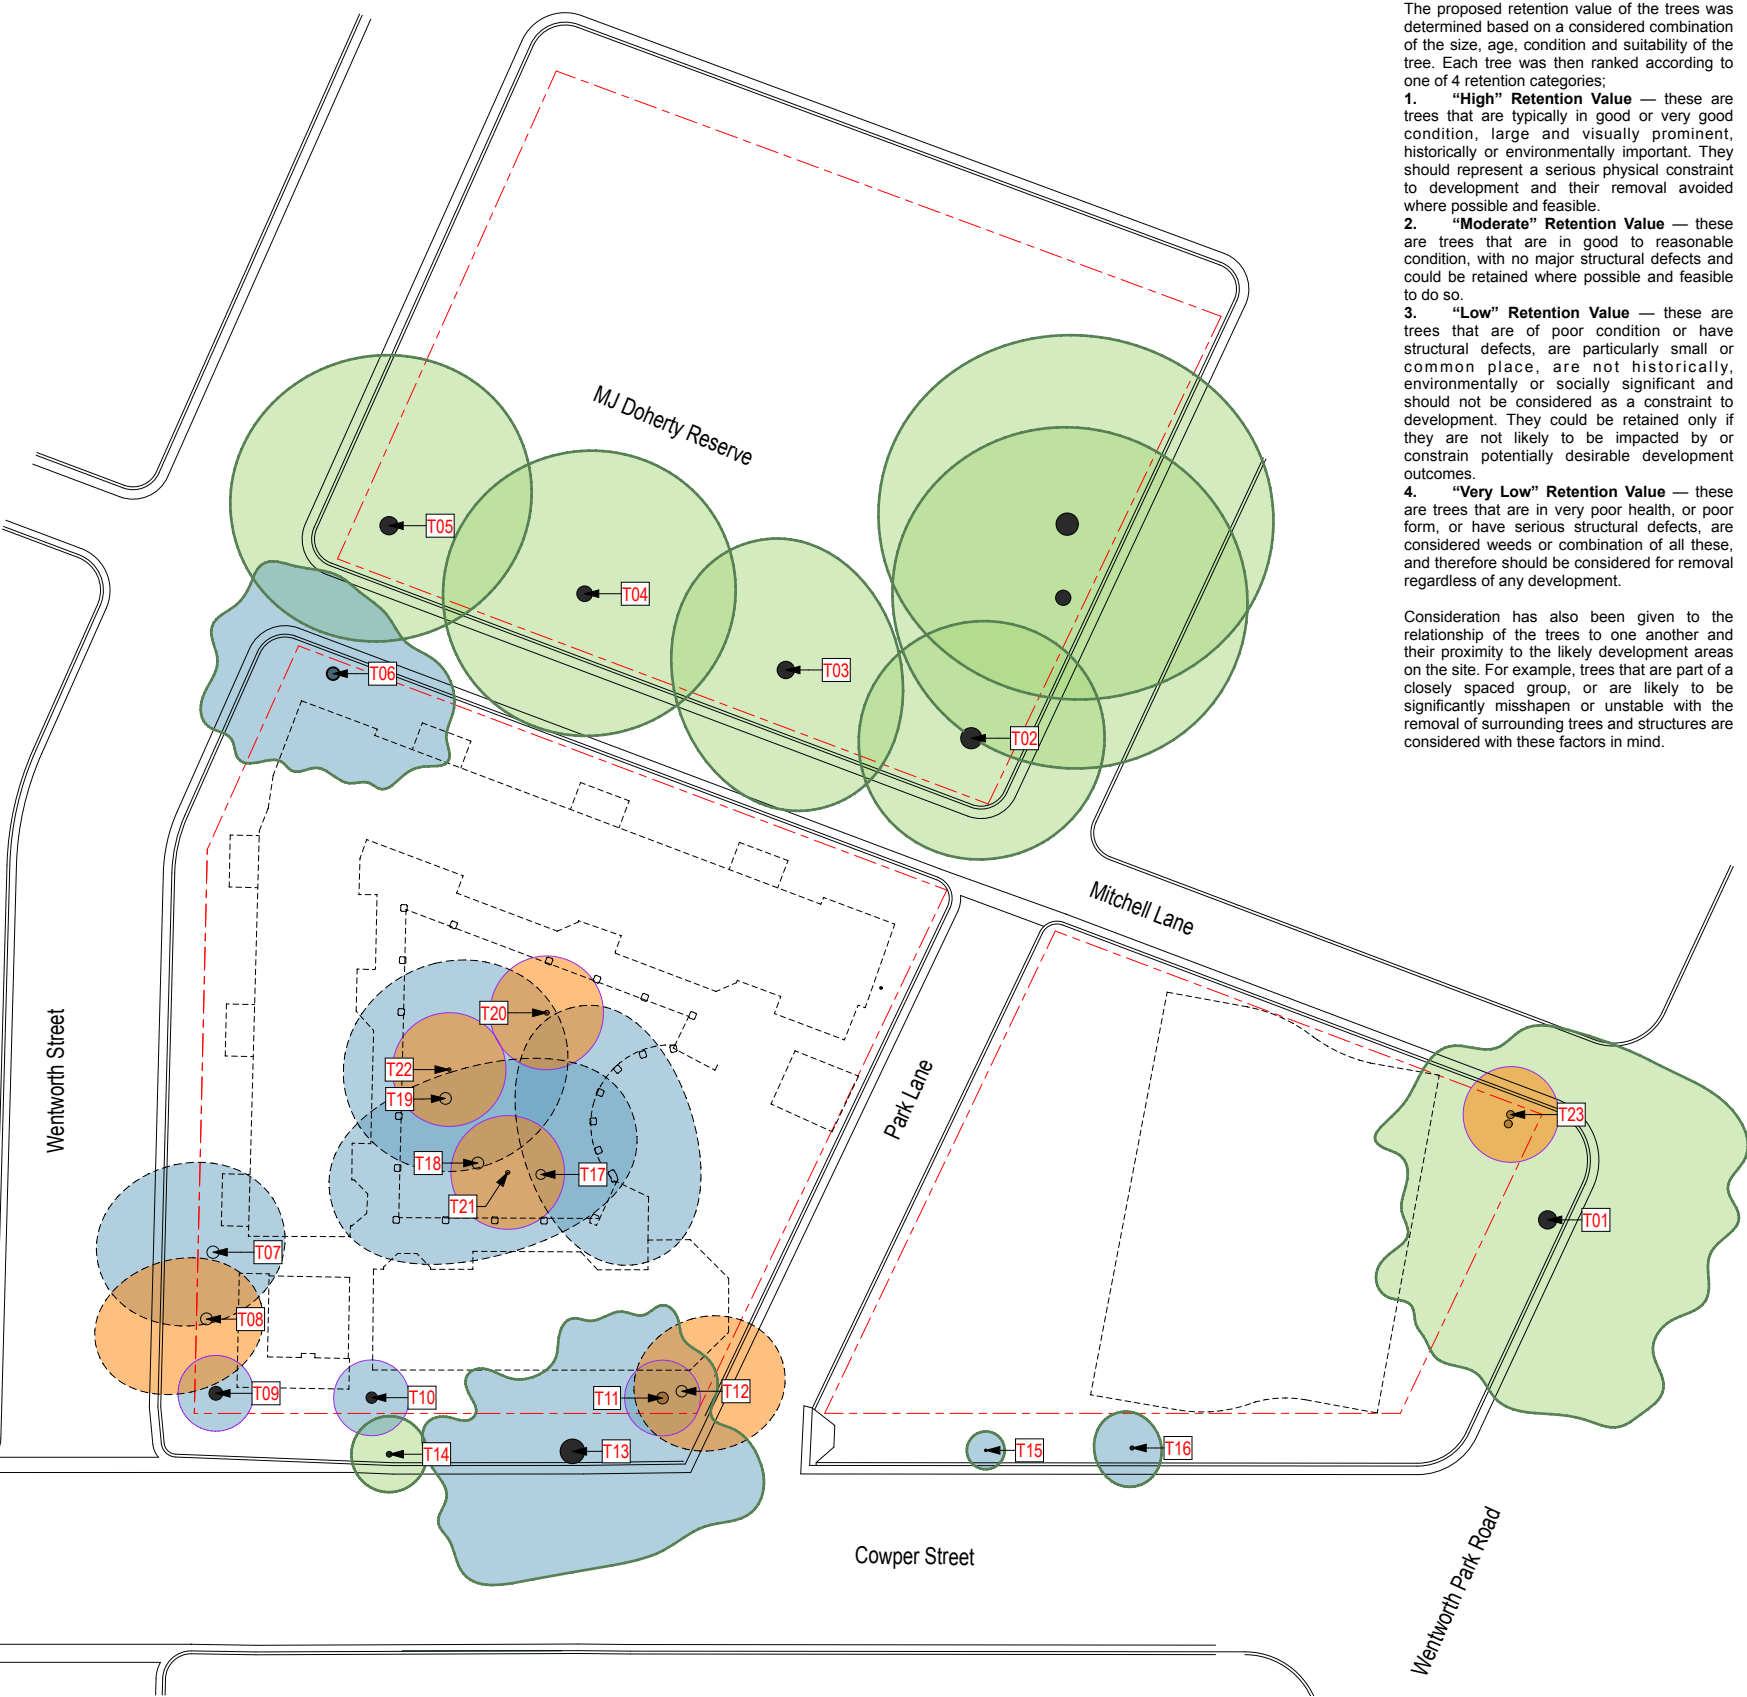 The proposed retention value of the trees was
determined based on a considered combination
of the size, age, condition and suitability of the
tree. Each tree was then ranked according to
one of 4 retention categories;
1. “High” Retention Value — these are
trees that are typically in good or very good
condition, large and visually prominent,
historically or environmentally important. They
should represent a serious physical constraint
to development and their removal avoided
where possible and feasible.
2. “Moderate” Retention Value — these
are trees that are in good to reasonable
condition, with no major structural defects and
could be retained where possible and feasible
to do so.
3. “Low” Retention Value — these are
trees that are of poor condition or have
structural defects, are particularly small or
common place, are not historically,
environmentally or socially significant and
should not be considered as a constraint to
development. They could be retained only if
they are not likely to be impacted by or
constrain potentially desirable development
outcomes.
4. “Very Low” Retention Value — these
are trees that are in very poor health, or poor
form, or have serious structural defects, are
considered weeds or combination of all these,
and therefore should be considered for removal
regardless of any development.
Consideration has also been given to the
relationship of the trees to one another and
their proximity to the likely development areas
on the site. For example, trees that are part of a
closely spaced group, or are likely to be
significantly misshapen or unstable with the
removal of surrounding trees and structures are
considered with these factors in mind.
MJ Doherty Reserve
T05
T04
T03
T06
T02
Mitchell Lane
Wentworth Street
Park Lane
T20
T22
T19
T18
T17
T21
T23
T01
T07
T08
T09
T10
T11
T12
T14
T13
T15
T16
Cowper Street
Wentworth Park Road